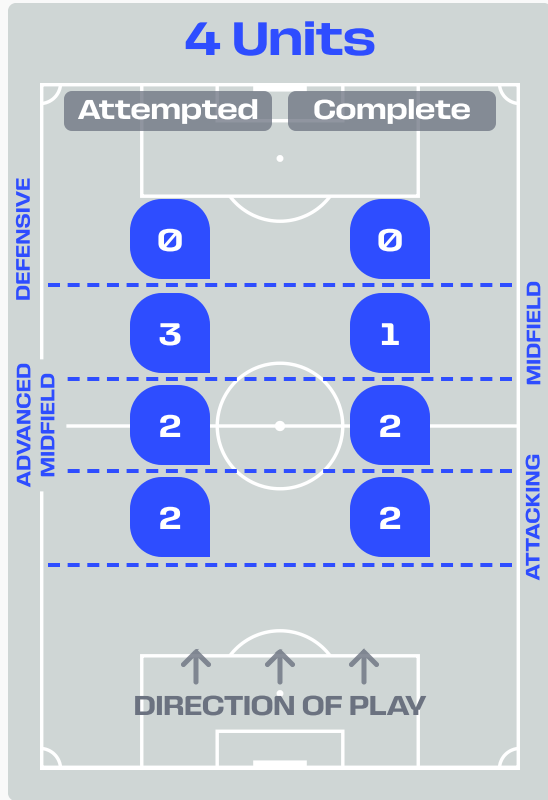 4 Units
Attempted Complete
DEFENSIVE
0 0
MIDFIELD
3 1
ADVANCED
MIDFIELD
2 2
ATTACKING
2 2
DIRECTION OF PLAY